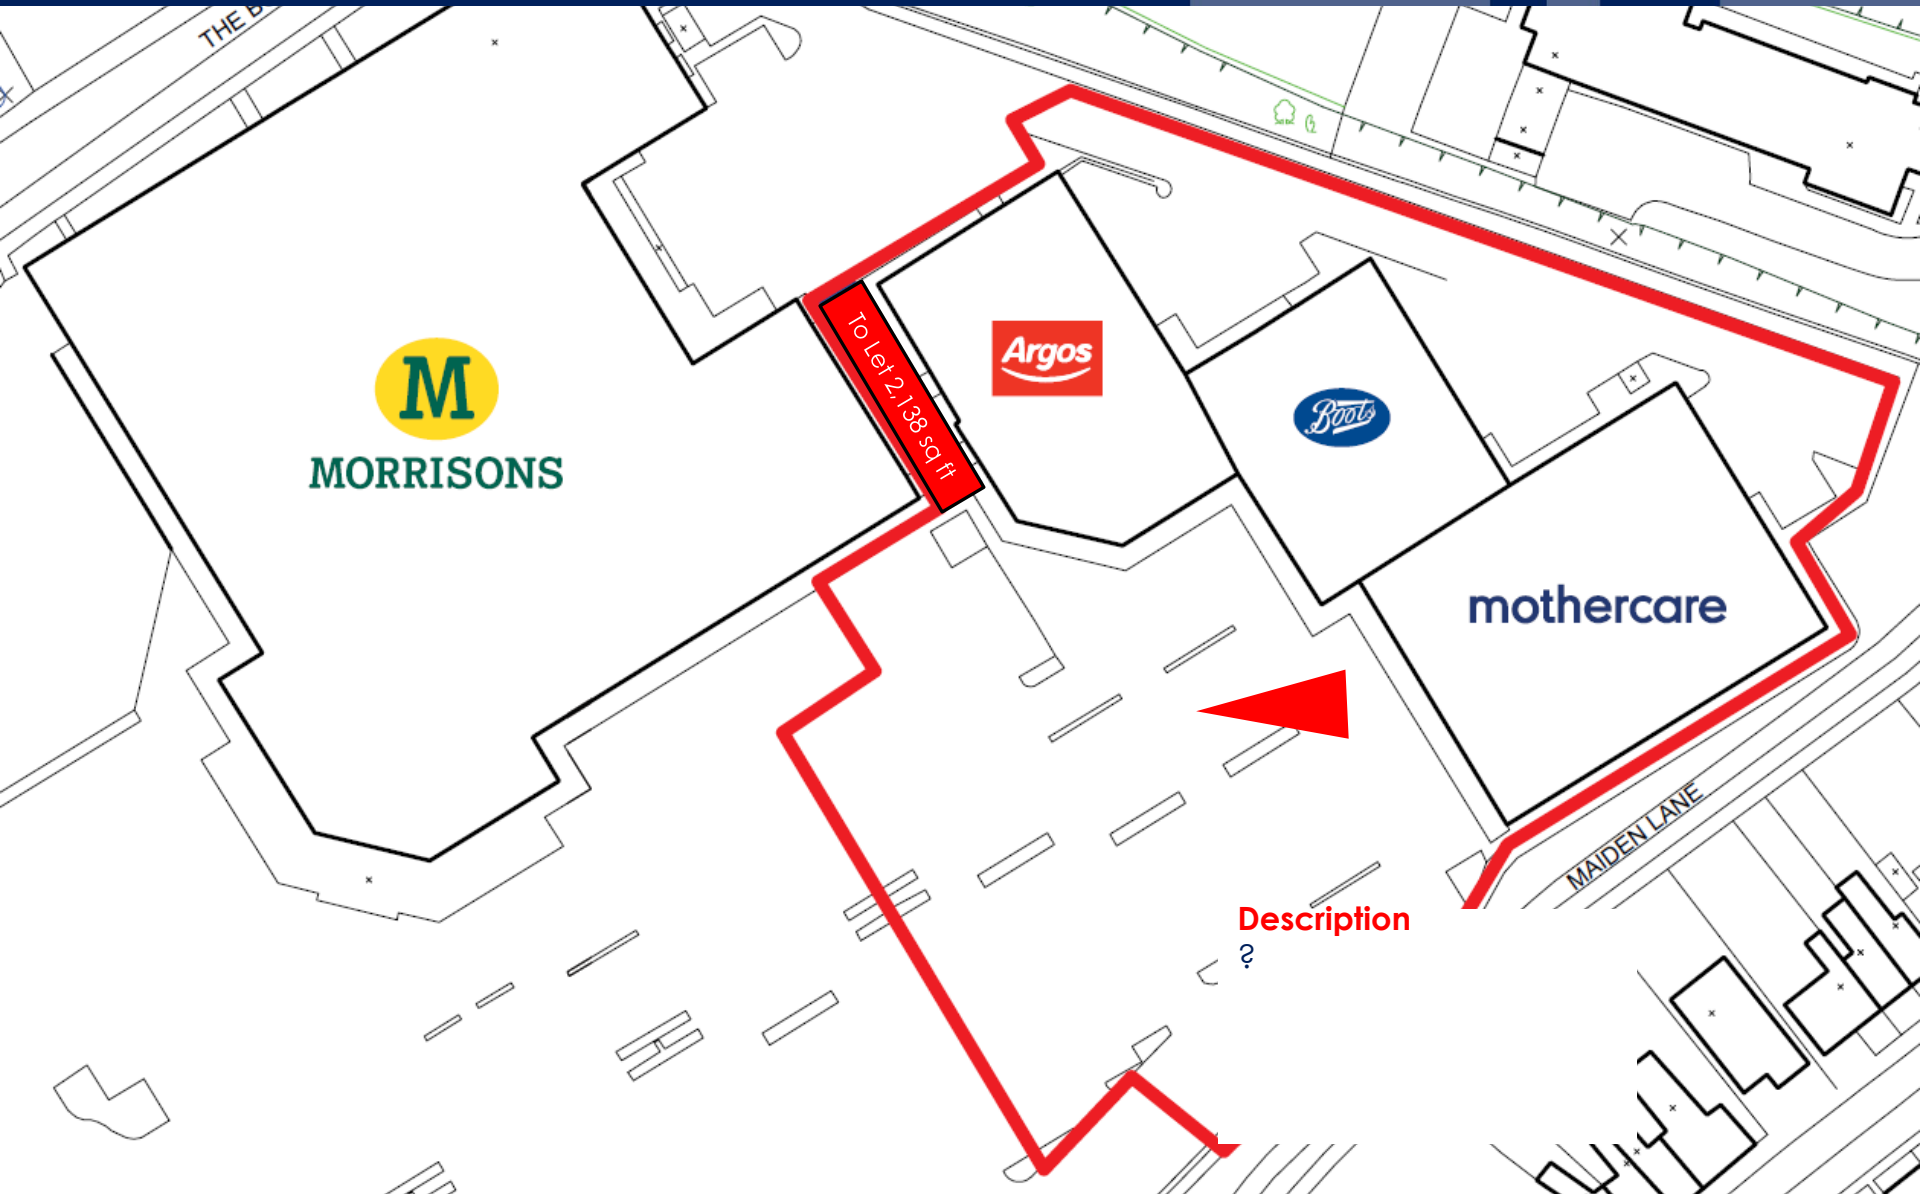 THE B
To Let 2,138 sq ft
Argos
Boots
M
MORRISONS
mothercare
MAIDEN LANE
Description
?